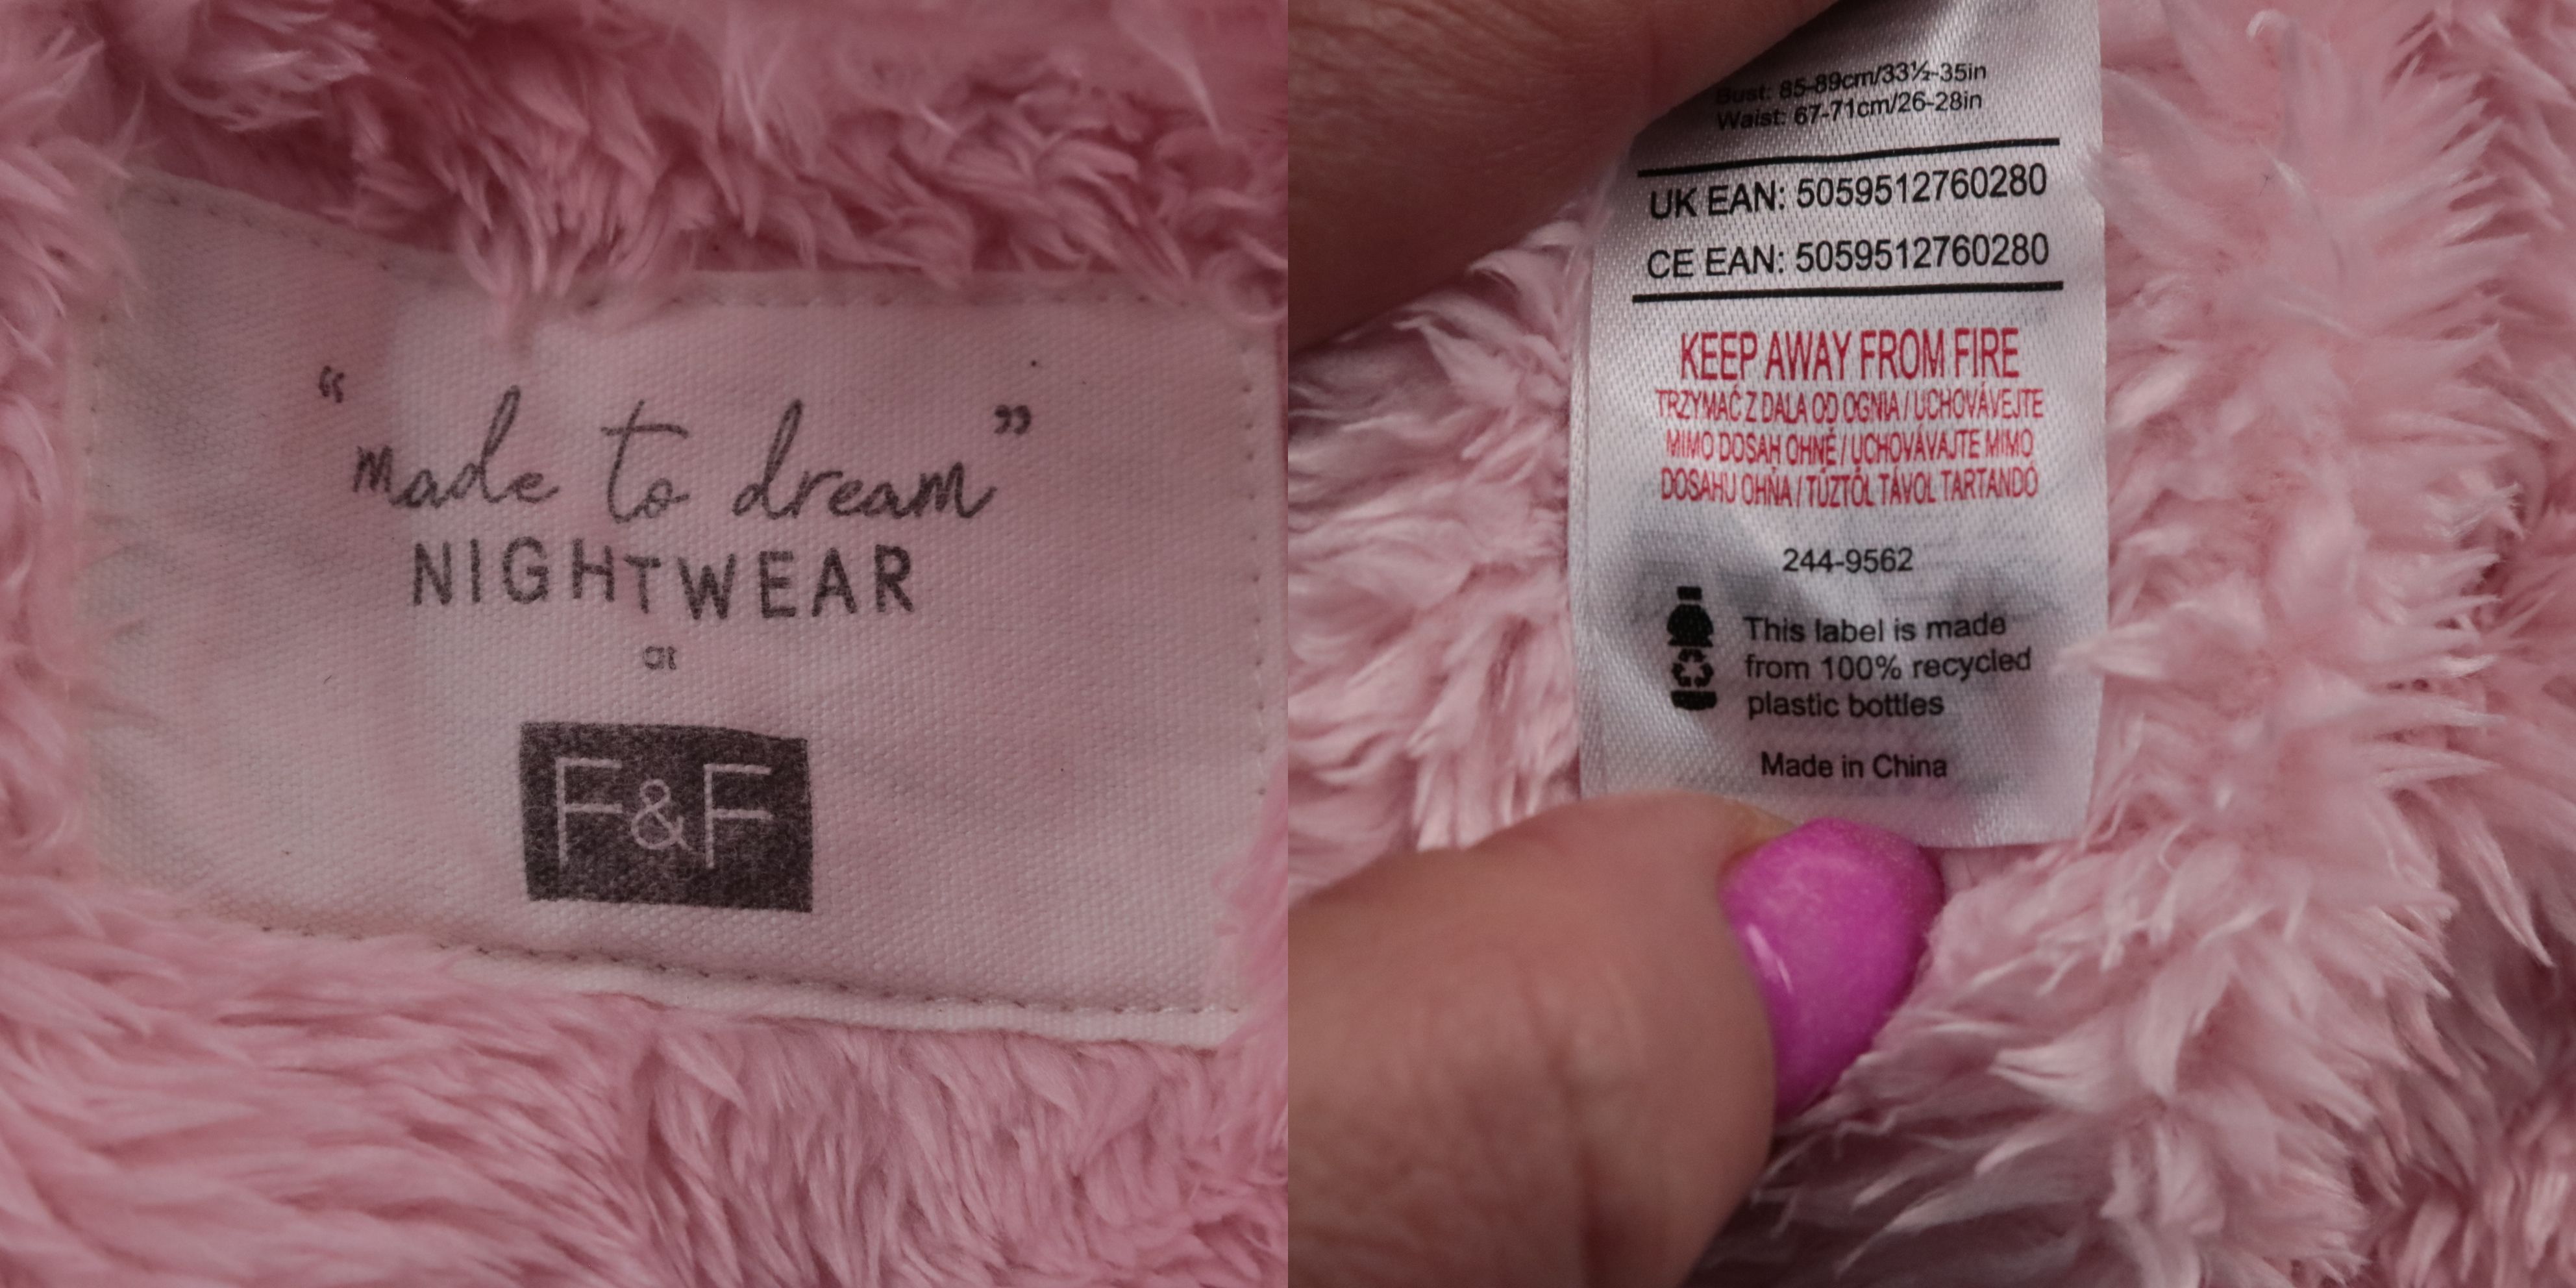 “made to dream”
NIGHTWEAR
at
F&F
Bust: 85-89cm/33½-35in
Waist: 67-71cm/26-28in
UK EAN: 5059512760280
CE EAN: 5059512760280
KEEP AWAY FROM FIRE
TRZYMAĆ Z DALA OD OGNIA / UCHOVÁVEJTE
MIMO DOSAH OHNĚ / UCHOVÁVAJTE MIMO
DOSAHU OHŇA / TŰZTŐL TÁVOL TARTANDÓ
244-9562
This label is made
from 100% recycled
plastic bottles
Made in China